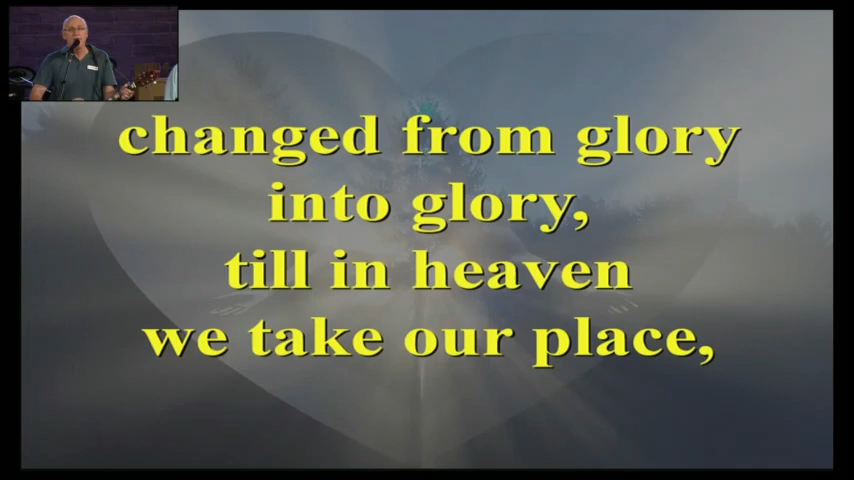 changed from glory
into glory,
till in heaven
we take our place,